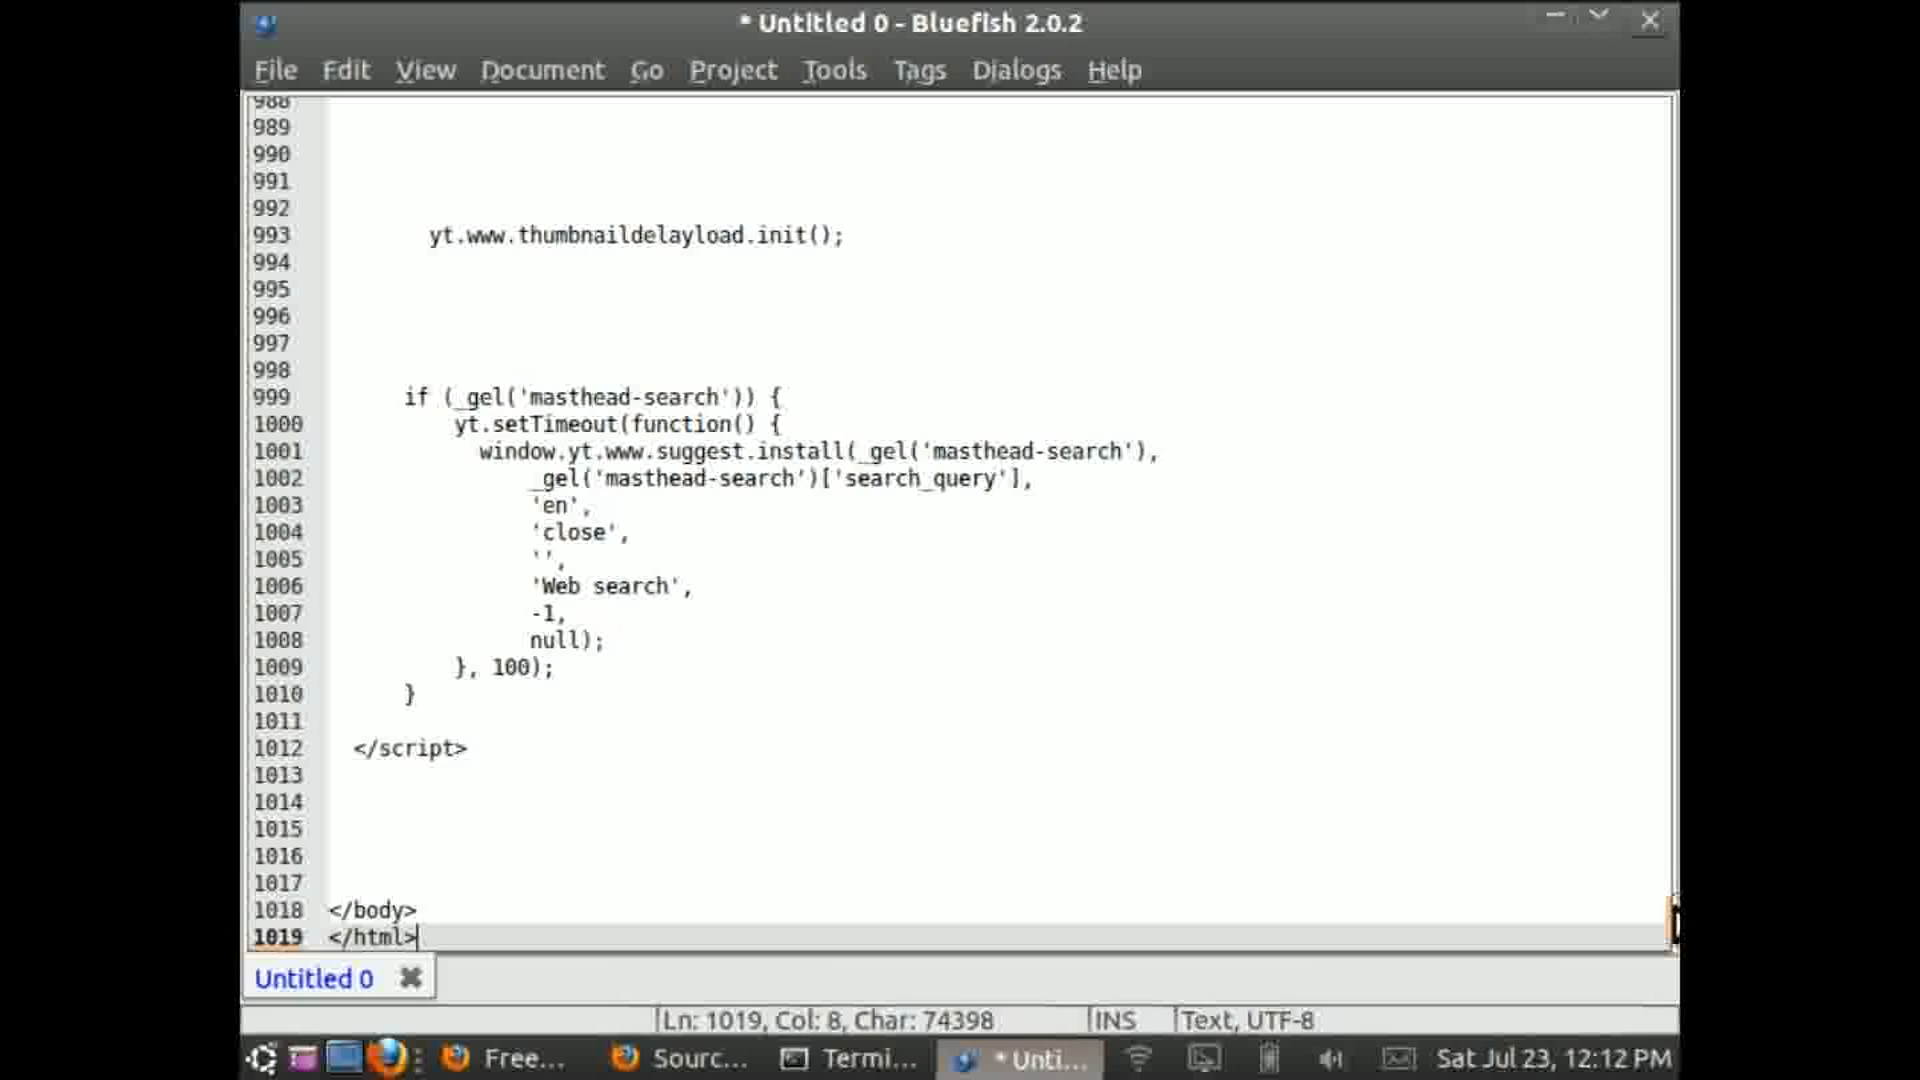 * Untitled 0 - Bluefish 2.0.2
File Edit View Document Go Project Tools Tags Dialogs Help
988
989
990
991
992
993 yt.www.thumbnaildelayload.init();
994
995
996
997
998
999 if (_gel('masthead-search')) {
1000 yt.setTimeout(function() {
1001 window.yt.www.suggest.install(_gel('masthead-search'),
1002 _gel('masthead-search')['search_query'],
1003 'en',
1004 'close',
1005 '',
1006 'Web search',
1007 -1,
1008 null);
1009 }, 100);
1010 }
1011
1012 </script>
1013
1014
1015
1016
1017
1018 </body>
1019 </html>
Untitled 0
Ln: 1019, Col: 8, Char: 74398 INS Text, UTF-8
Free... Sourc... Termi... * Unti... Sat Jul 23, 12:12 PM